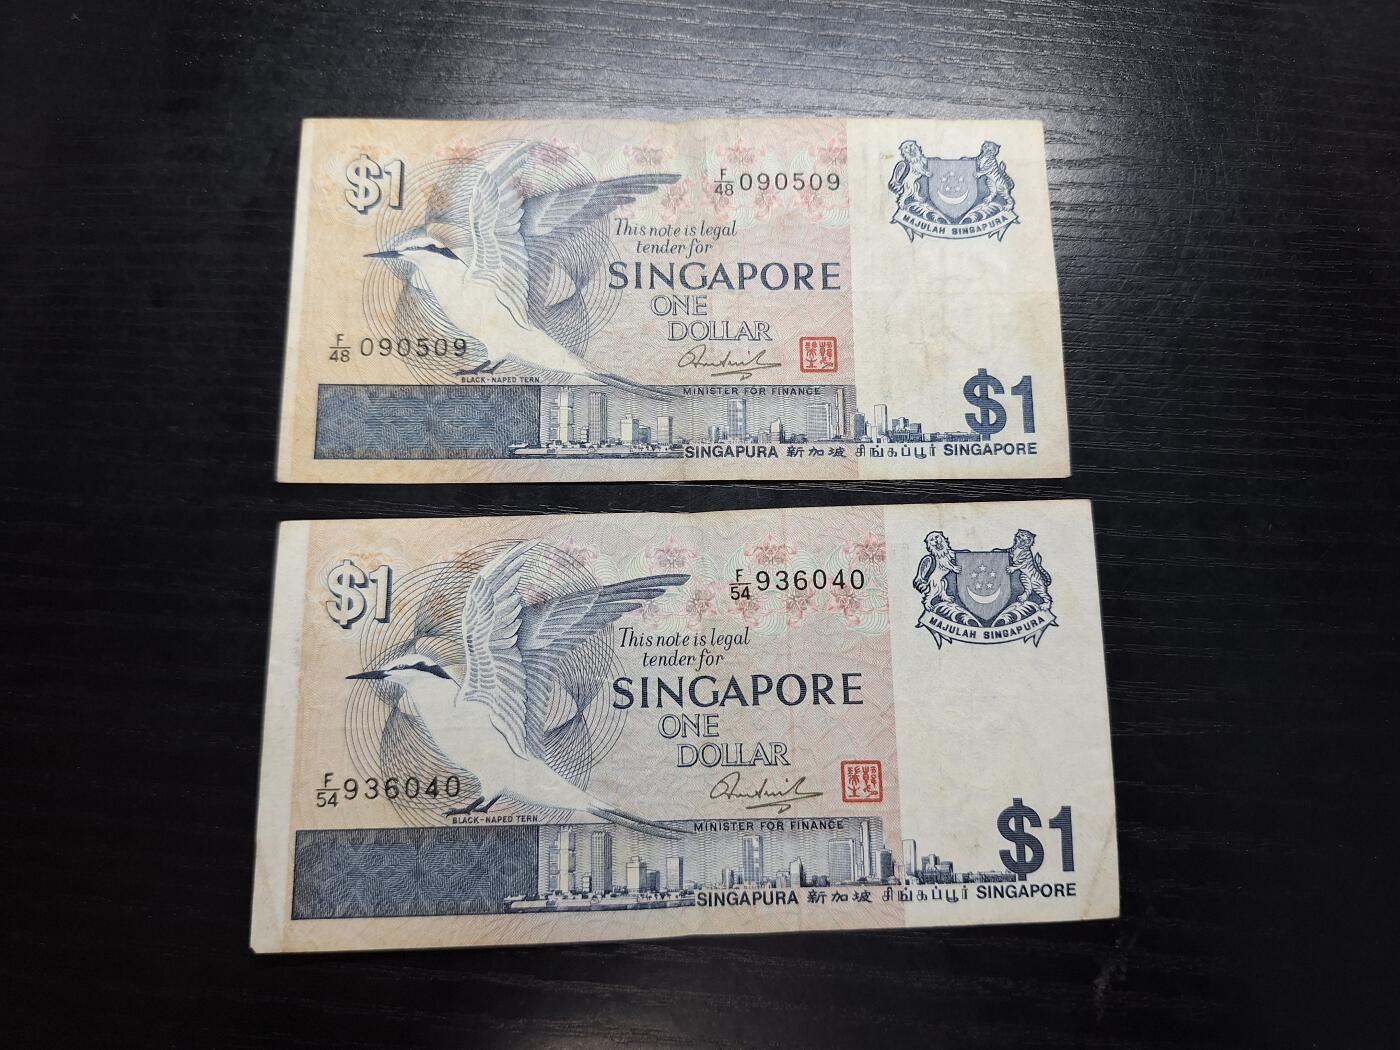 $1
F/48 090509
MAJULAH SINGAPURA
This note is legal
tender for
SINGAPORE
ONE
DOLLAR
F/48 090509
BLACK-NAPED TERN
MINISTER FOR FINANCE
$1
SINGAPURA 新加坡 சிங்கப்பூர் SINGAPORE
$1
F/54 936040
MAJULAH SINGAPURA
This note is legal
tender for
SINGAPORE
ONE
DOLLAR
F/54 936040
BLACK-NAPED TERN
MINISTER FOR FINANCE
$1
SINGAPURA 新加坡 சிங்கப்பூர் SINGAPORE